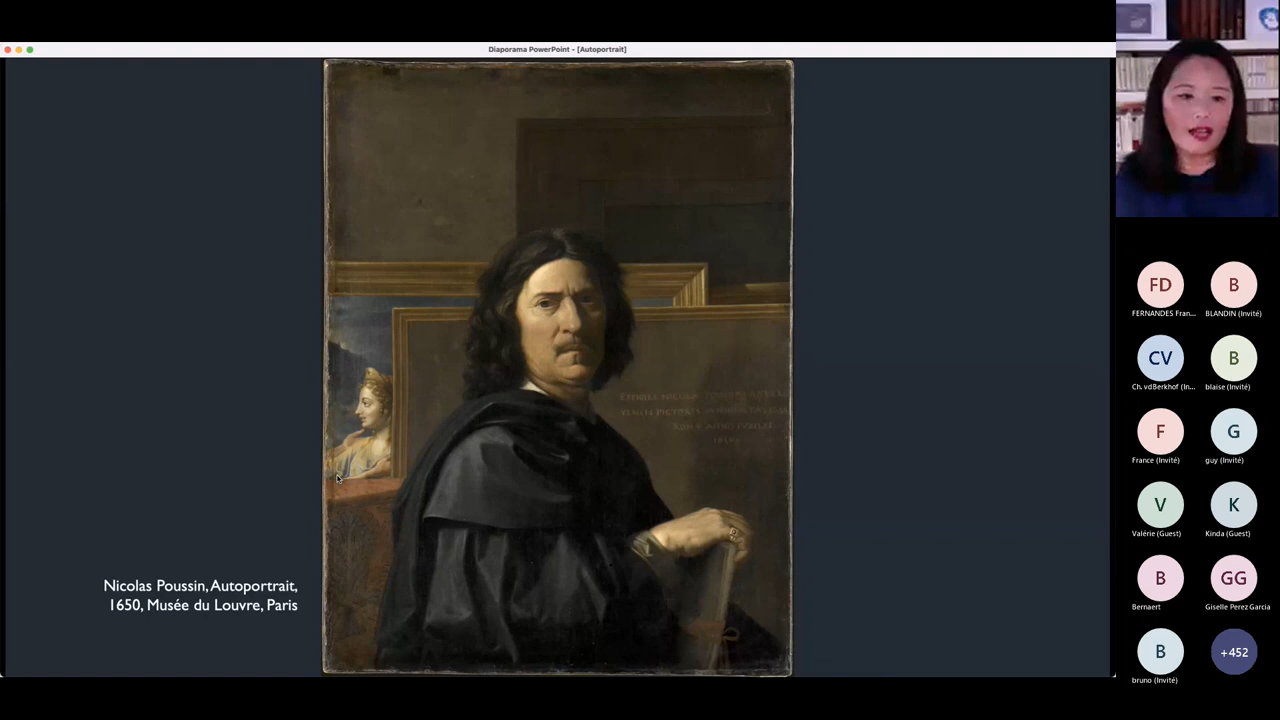 Diaporama PowerPoint - [Autoportrait]
Nicolas Poussin, Autoportrait,
1650, Musée du Louvre, Paris
FD
B
FERNANDES Fran...
BLANDIN (Invité)
CV
B
Ch. vdBerkhof (In...
blaise (Invité)
F
G
France (Invité)
guy (Invité)
V
K
Valérie (Guest)
Kinda (Guest)
B
GG
Bernaert
Giselle Perez Garcia
B
+452
bruno (Invité)